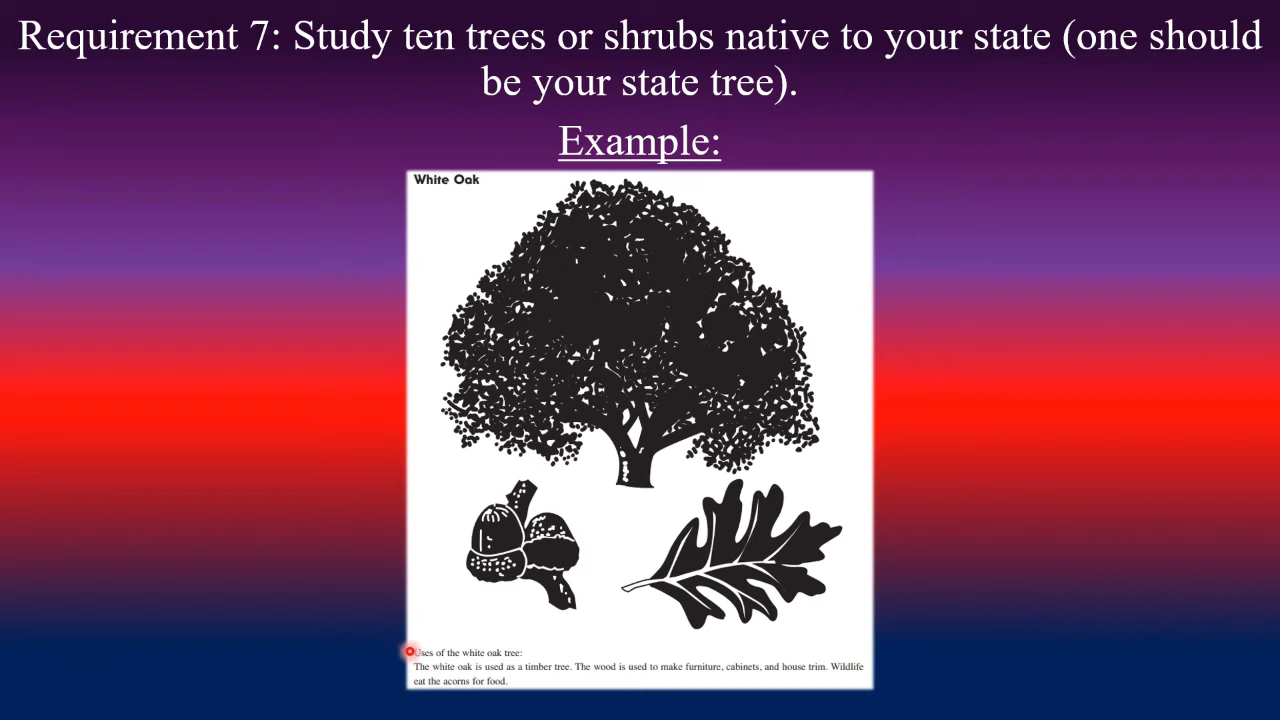 Requirement 7: Study ten trees or shrubs native to your state (one should
be your state tree).
Example:
White Oak
Uses of the white oak tree:
The white oak is used as a timber tree. The wood is used to make furniture, cabinets, and house trim. Wildlife
eat the acorns for food.